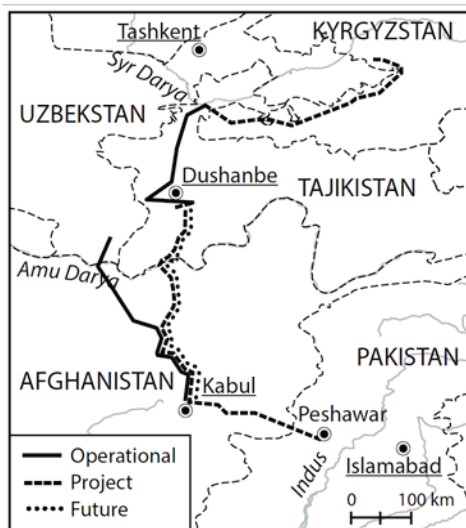 KYRGYZSTAN
Tashkent
Syr Darya
UZBEKSTAN
Dushanbe
TAJIKISTAN
Amu Darya
PAKISTAN
AFGHANISTAN
Kabul
Peshawar
Indus
Islamabad
Operational
Project
Future
0 100 km